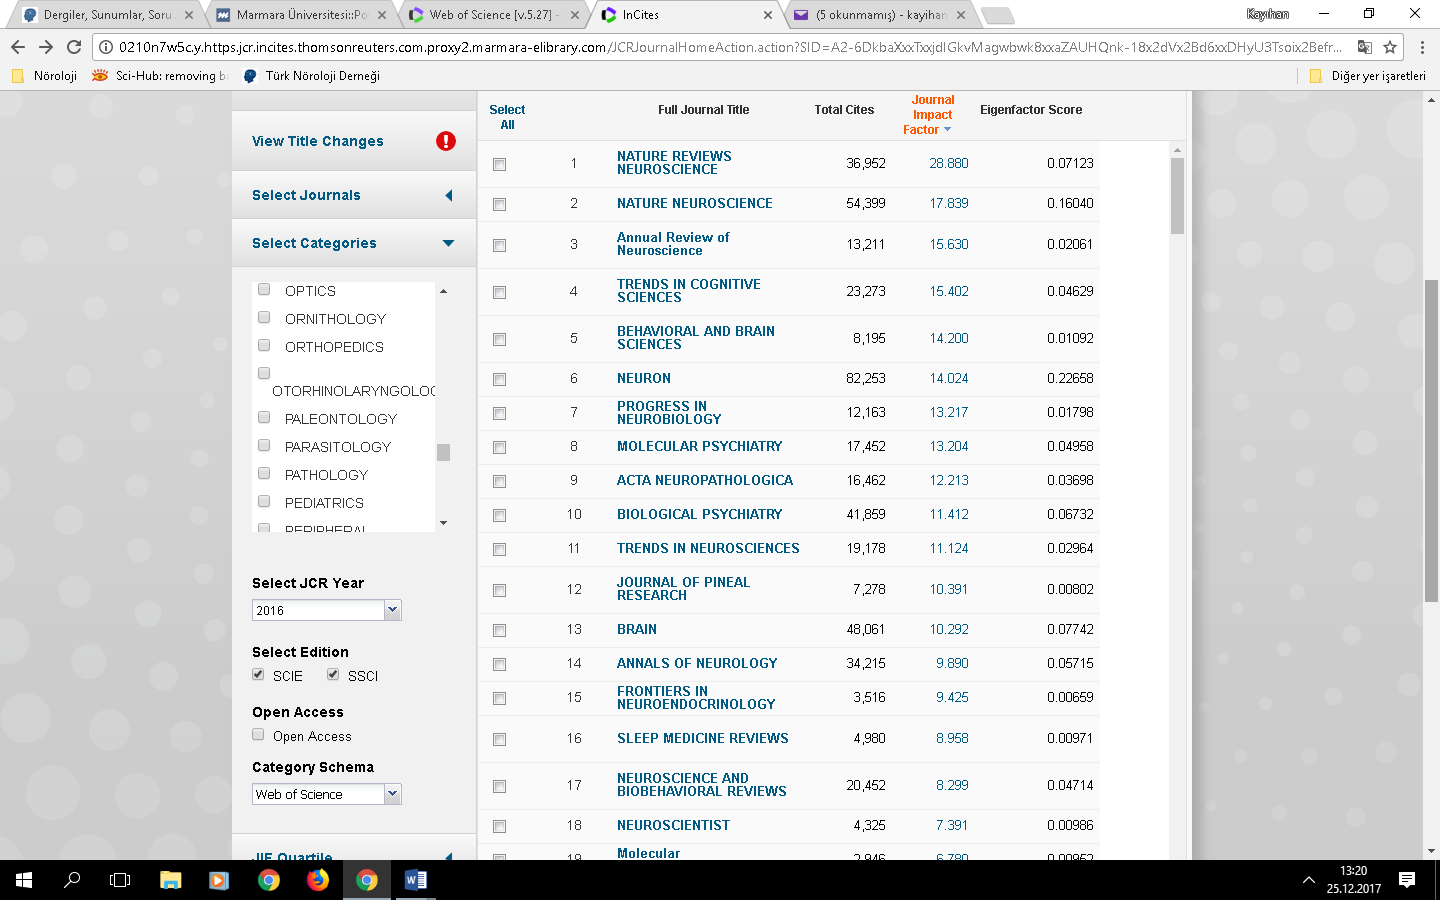 Dergiler, Sunumlar, Soru
Marmara Üniversitesi::Po
Web of Science [v.5.27] -
InCites
(5 okunmamış) - kayihan
Kayıhan
0210n7w5c.y.https.jcr.incites.thomsonreuters.com.proxy2.marmara-elibrary.com/JCRJournalHomeAction.action?SID=A2-6DkbaXxxTxxjdIGkvMagwbwk8xxaZAUHQnk-18x2dVx2Bd6xxDHyU3Tsoix2Befr...
Nöroloji
Sci-Hub: removing b
Türk Nöroloji Derneği
Diğer yer işaretleri
View Title Changes
Select Journals
Select Categories
OPTICS
ORNITHOLOGY
ORTHOPEDICS
OTORHINOLARYNGOLOG
PALEONTOLOGY
PARASITOLOGY
PATHOLOGY
PEDIATRICS
PERIPHERAL
Select JCR Year
2016
Select Edition
SCIE SSCI
Open Access
Open Access
Category Schema
Web of Science
JIF Quartile
Select All Full Journal Title Total Cites Journal Impact Factor Eigenfactor Score
1 NATURE REVIEWS NEUROSCIENCE 36,952 28.880 0.07123
2 NATURE NEUROSCIENCE 54,399 17.839 0.16040
3 Annual Review of Neuroscience 13,211 15.630 0.02061
4 TRENDS IN COGNITIVE SCIENCES 23,273 15.402 0.04629
5 BEHAVIORAL AND BRAIN SCIENCES 8,195 14.200 0.01092
6 NEURON 82,253 14.024 0.22658
7 PROGRESS IN NEUROBIOLOGY 12,163 13.217 0.01798
8 MOLECULAR PSYCHIATRY 17,452 13.204 0.04958
9 ACTA NEUROPATHOLOGICA 16,462 12.213 0.03698
10 BIOLOGICAL PSYCHIATRY 41,859 11.412 0.06732
11 TRENDS IN NEUROSCIENCES 19,178 11.124 0.02964
12 JOURNAL OF PINEAL RESEARCH 7,278 10.391 0.00802
13 BRAIN 48,061 10.292 0.07742
14 ANNALS OF NEUROLOGY 34,215 9.890 0.05715
15 FRONTIERS IN NEUROENDOCRINOLOGY 3,516 9.425 0.00659
16 SLEEP MEDICINE REVIEWS 4,980 8.958 0.00971
17 NEUROSCIENCE AND BIOBEHAVIORAL REVIEWS 20,452 8.299 0.04714
18 NEUROSCIENTIST 4,325 7.391 0.00986
19 Molecular 2,946 6.780 0.00952
13:20
25.12.2017